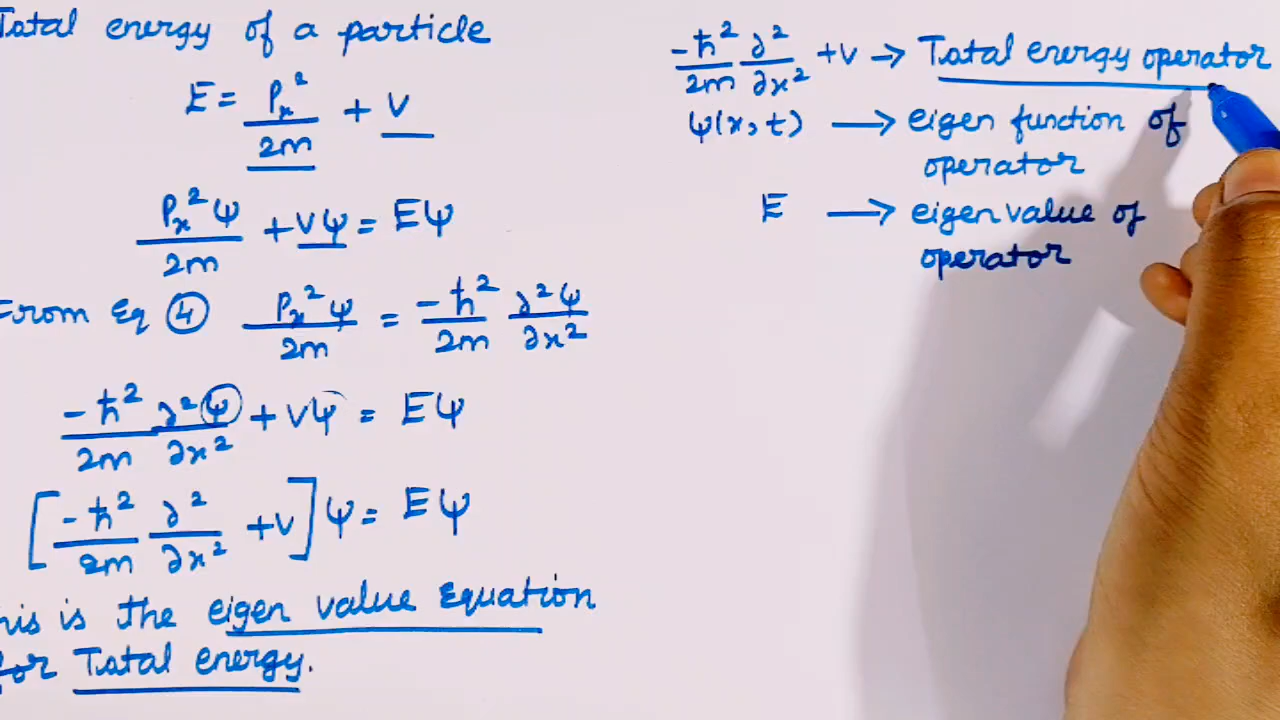 Total energy of a particle
E = Pₓ²/2m + V
Pₓ²ψ/2m + Vψ = Eψ
From Eq ④ Pₓ²ψ/2m = -ħ²/2m ∂²ψ/∂x²
-ħ²/2m ∂²ψ/∂x² + Vψ = Eψ
[-ħ²/2m ∂²/∂x² + V]ψ = Eψ
his is the eigen value Equation
for Total energy.
-ħ²/2m ∂²/∂x² + V → Total energy operator
ψ(x,t) → eigen function of
operator
E → eigen value of
operator